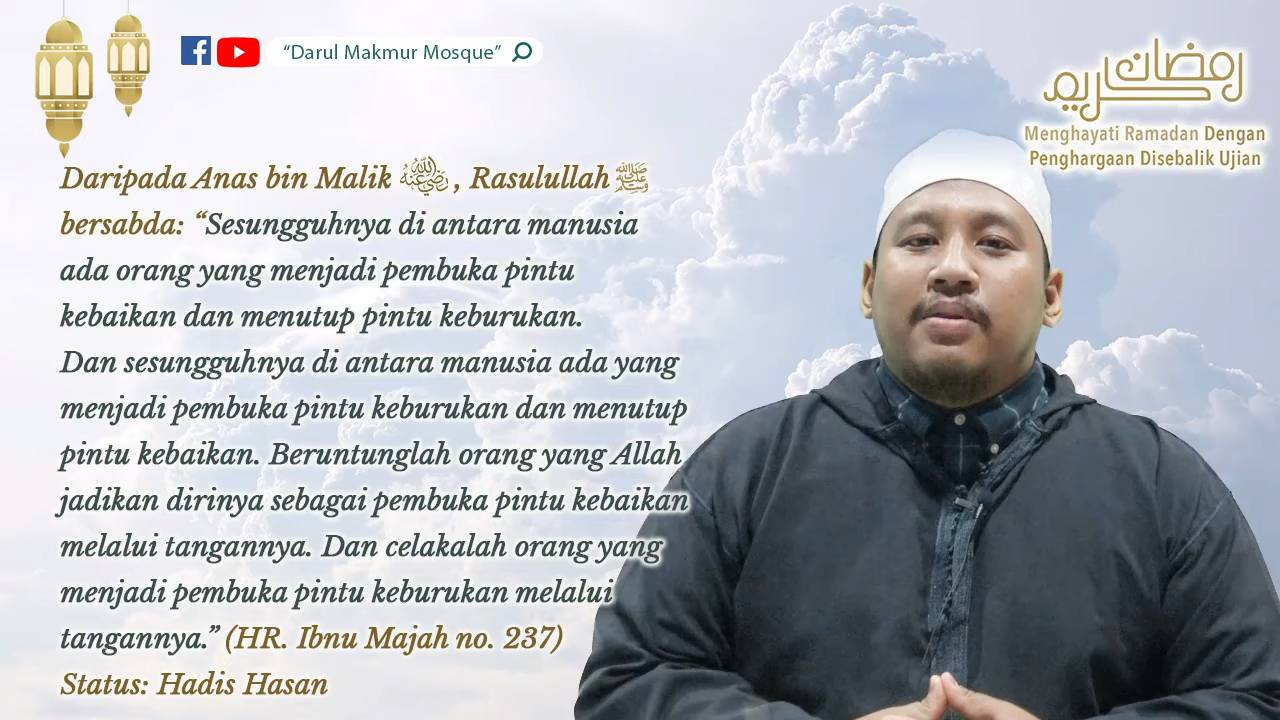 "Darul Makmur Mosque"
رمضان كريم
Menghayati Ramadan Dengan
Penghargaan Disebalik Ujian
Daripada Anas bin Malik رضي الله عنه , Rasulullah ﷺ
bersabda: “Sesungguhnya di antara manusia
ada orang yang menjadi pembuka pintu
kebaikan dan menutup pintu keburukan.
Dan sesungguhnya di antara manusia ada yang
menjadi pembuka pintu keburukan dan menutup
pintu kebaikan. Beruntunglah orang yang Allah
jadikan dirinya sebagai pembuka pintu kebaikan
melalui tangannya. Dan celakalah orang yang
menjadi pembuka pintu keburukan melalui
tangannya.” (HR. Ibnu Majah no. 237)
Status: Hadis Hasan